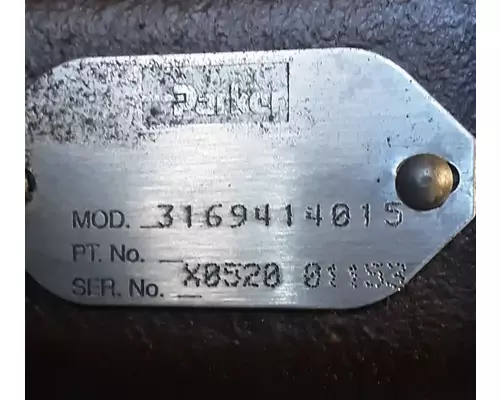 Parker
MOD. 3169414015
PT. No.
SER. No. X0520 01153